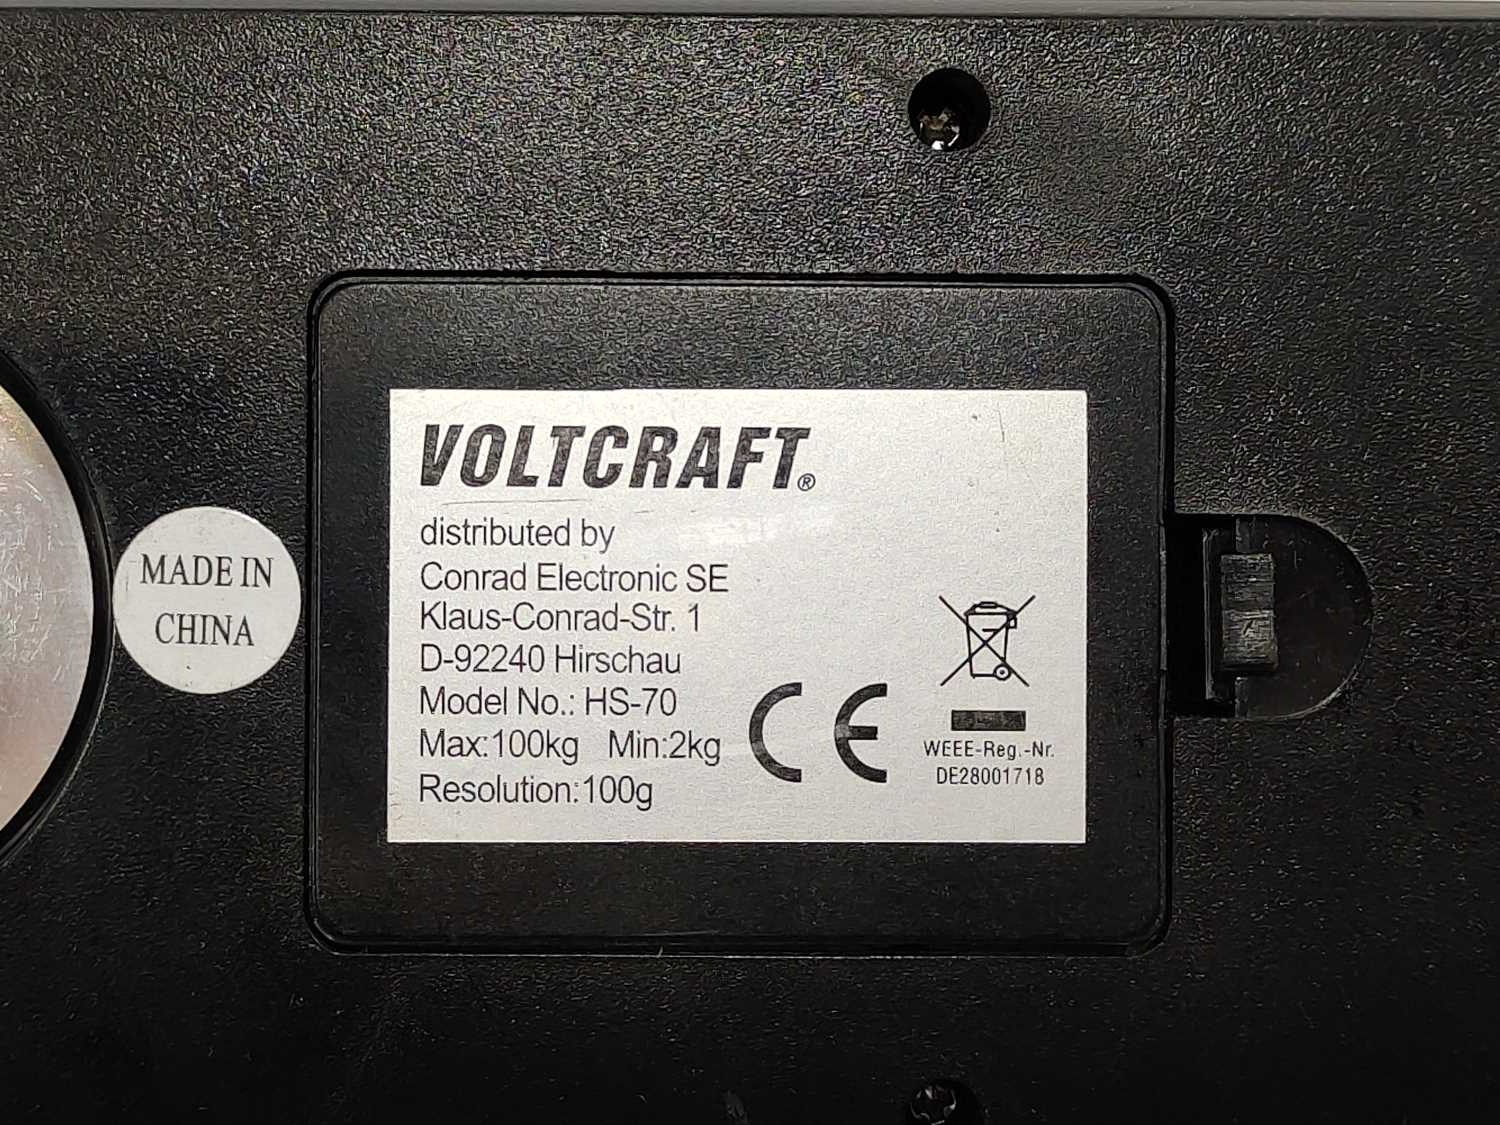 VOLTCRAFT®
distributed by
Conrad Electronic SE
Klaus-Conrad-Str. 1
D-92240 Hirschau
Model No.: HS-70
Max:100kg Min:2kg
Resolution:100g
CE
WEEE-Reg.-Nr.
DE28001718
MADE IN
CHINA